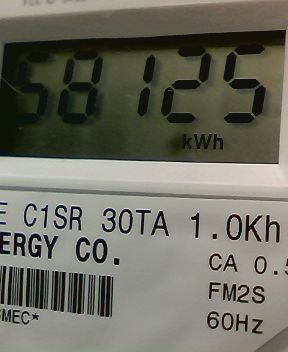 58125
kWh
E C1SR 30TA 1.0Kh
ERGY CO.
CA 0.5
FM2S
60Hz
MEC*